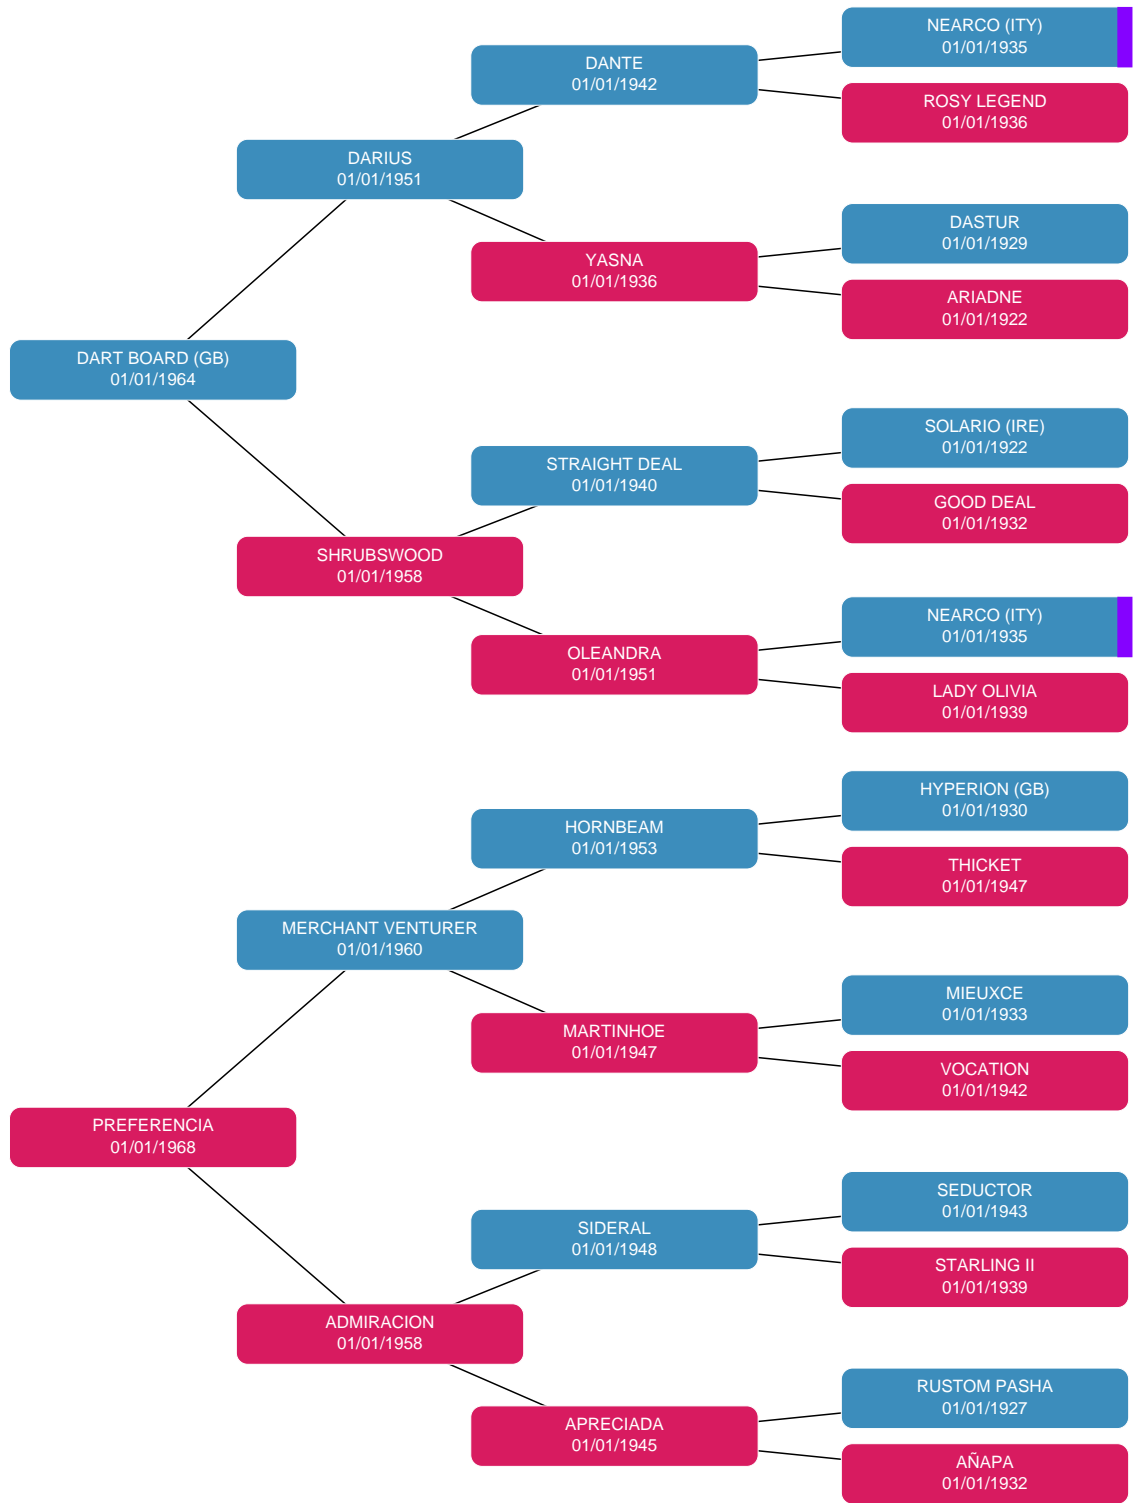 NEARCO (ITY)
01/01/1935
DANTE
01/01/1942
ROSY LEGEND
01/01/1936
DARIUS
01/01/1951
DASTUR
01/01/1929
YASNA
01/01/1936
ARIADNE
01/01/1922
DART BOARD (GB)
01/01/1964
SOLARIO (IRE)
01/01/1922
STRAIGHT DEAL
01/01/1940
GOOD DEAL
01/01/1932
SHRUBSWOOD
01/01/1958
NEARCO (ITY)
01/01/1935
OLEANDRA
01/01/1951
LADY OLIVIA
01/01/1939
HYPERION (GB)
01/01/1930
HORNBEAM
01/01/1953
THICKET
01/01/1947
MERCHANT VENTURER
01/01/1960
MIEUXCE
01/01/1933
MARTINHOE
01/01/1947
VOCATION
01/01/1942
PREFERENCIA
01/01/1968
SEDUCTOR
01/01/1943
SIDERAL
01/01/1948
STARLING II
01/01/1939
ADMIRACION
01/01/1958
RUSTOM PASHA
01/01/1927
APRECIADA
01/01/1945
AÑAPA
01/01/1932